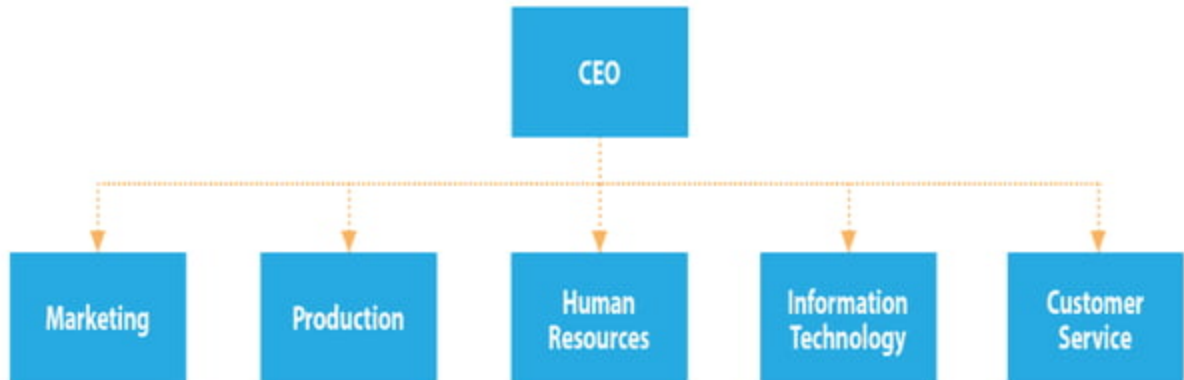 CEO
Marketing
Production
Human
Resources
Information
Technology
Customer
Service